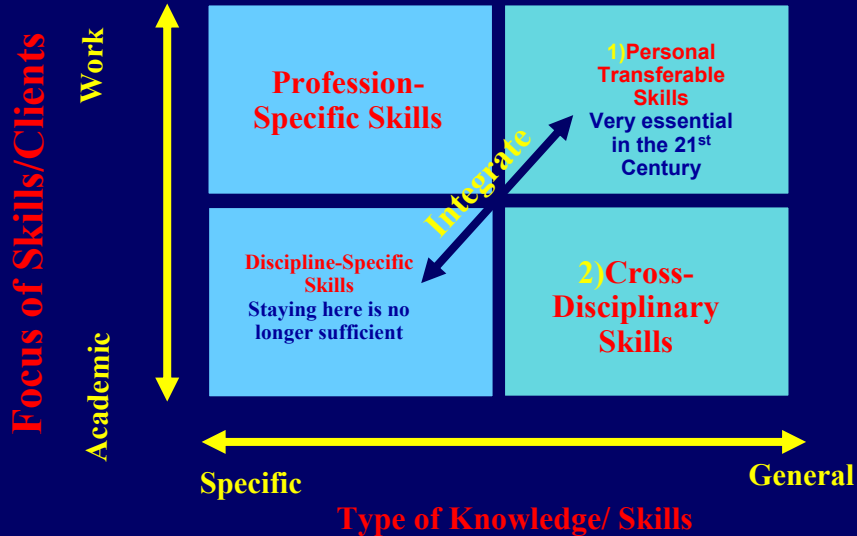 Focus of Skills/Clients
Work
Academic
Profession-
Specific Skills
1)Personal
Transferable
Skills
Very essential
in the 21st
Century
Integrate
Discipline-Specific
Skills
Staying here is no
longer sufficient
2)Cross-
Disciplinary
Skills
Specific
General
Type of Knowledge/ Skills